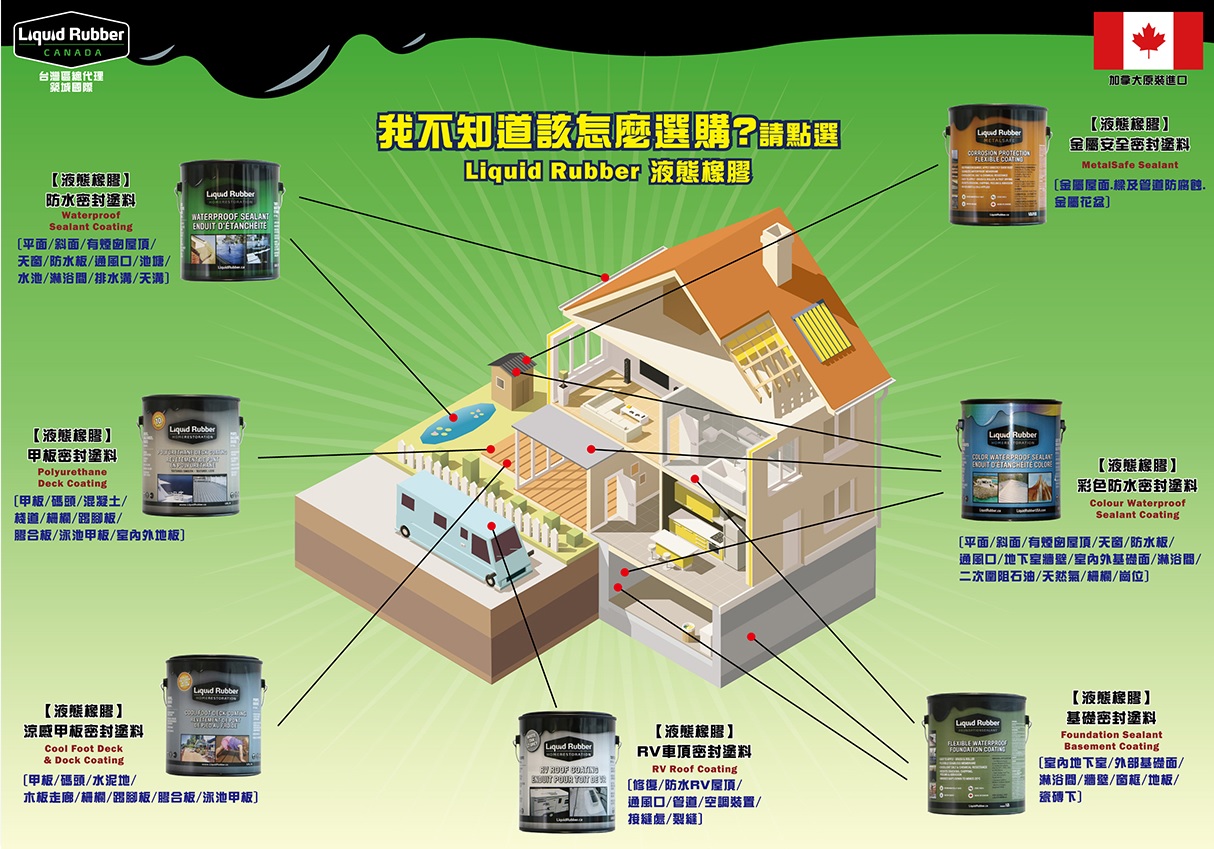 Liquid Rubber
CANADA
台灣區總代理
築城國際
加拿大原裝進口
我不知道該怎麼選購?請點選
Liquid Rubber 液態橡膠
【液態橡膠】
防水密封塗料
Waterproof
Sealant Coating
[平面/斜面/有煙囪屋頂/
天窗/防水板/通風口/池塘/
水池/淋浴間/排水溝/天溝]
Liquid Rubber
WATERPROOF SEALANT
ENDUIT D'ÉTANCHÉITÉ
【液態橡膠】
金屬安全密封塗料
MetalSafe Sealant
[金屬屋面.橡及管道防腐蝕.
金屬花盆]
Liquid Rubber
METALSAFE
CORROSION PROTECTION
FLEXIBLE COATING
【液態橡膠】
甲板密封塗料
Polyurethane
Deck Coating
[甲板/碼頭/混凝土/
棧道/柵欄/踢腳板/
膠合板/泳池甲板/室內外地板]
Liquid Rubber
HOMERESTORATION
POLYURETHANE DECK COATING
【液態橡膠】
彩色防水密封塗料
Colour Waterproof
Sealant Coating
[平面/斜面/有煙囪屋頂/天窗/防水板/
通風口/地下室牆壁/室內外基礎面/淋浴間/
二次圍阻石油/天然氣/柵欄/崗位]
Liquid Rubber
COLOR WATERPROOF SEALANT
ENDUIT D'ÉTANCHÉITÉ COLORÉ
【液態橡膠】
涼感甲板密封塗料
Cool Foot Deck
& Dock Coating
[甲板/碼頭/水泥地/
木板走廊/柵欄/踢腳板/膠合板/泳池甲板]
Liquid Rubber
HOMERESTORATION
COOL FOOT DECK COATING
【液態橡膠】
RV車頂密封塗料
RV Roof Coating
[修復/防水RV屋頂/
通風口/管道/空調裝置/
接縫處/裂縫]
Liquid Rubber
HOMERESTORATION
RV ROOF COATING
ENDUIT POUR TOIT DE VR
【液態橡膠】
基礎密封塗料
Foundation Sealant
Basement Coating
[室內地下室/外部基礎面/
淋浴間/牆壁/窗框/地板/
瓷磚下]
Liquid Rubber
FLEXIBLE WATERPROOF
FOUNDATION COATING